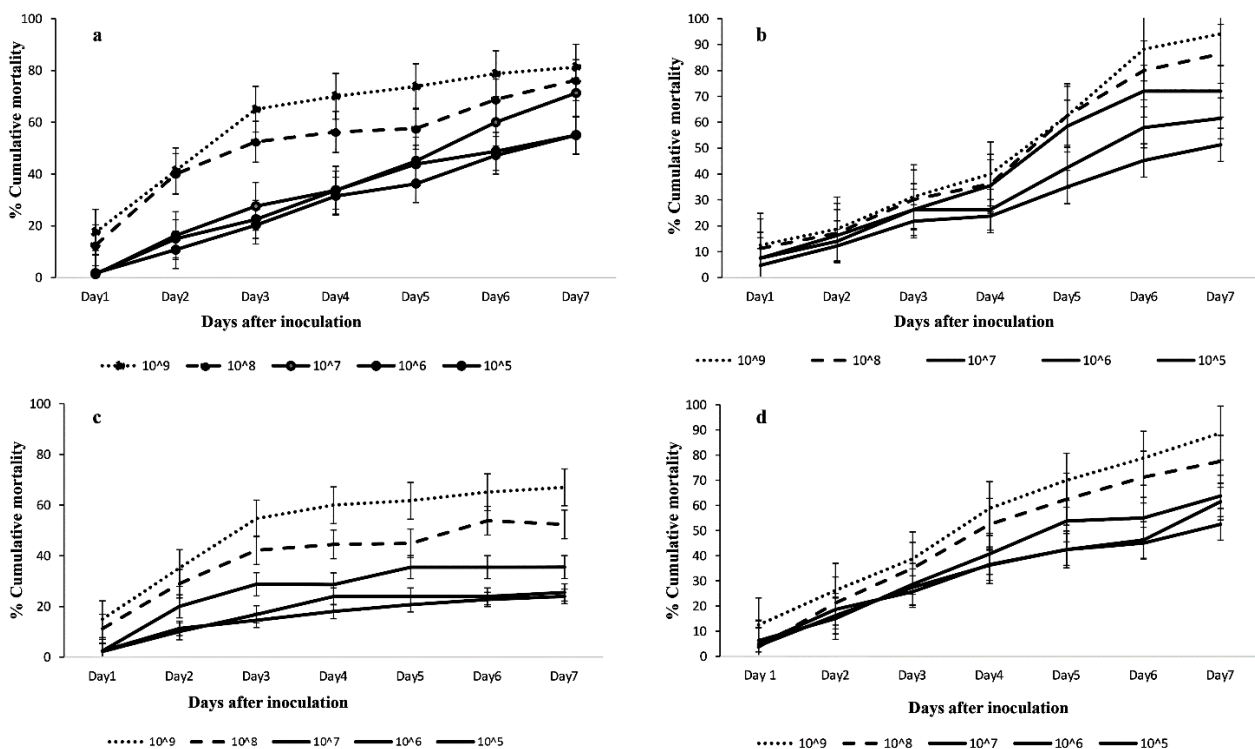 a
% Cumulative mortality
100
80
60
40
20
0
Day1 Day2 Day3 Day4 Day5 Day6 Day7
Days after inoculation
10^9 10^8 10^7 10^6 10^5
b
% Cumulative mortality
100
90
80
70
60
50
40
30
20
10
0
Day1 Day2 Day3 Day4 Day5 Day6 Day7
Days after inoculation
10^9 10^8 10^7 10^6 10^5
c
% Cumulative mortality
100
80
60
40
20
0
Day1 Day2 Day3 Day4 Day5 Day6 Day7
Days after inoculation
10^9 10^8 10^7 10^6 10^5
d
% Cumulative mortality
100
90
80
70
60
50
40
30
20
10
0
Day 1 Day2 Day3 Day4 Day5 Day6 Day7
Days after inoculation
10^9 10^8 10^7 10^6 10^5